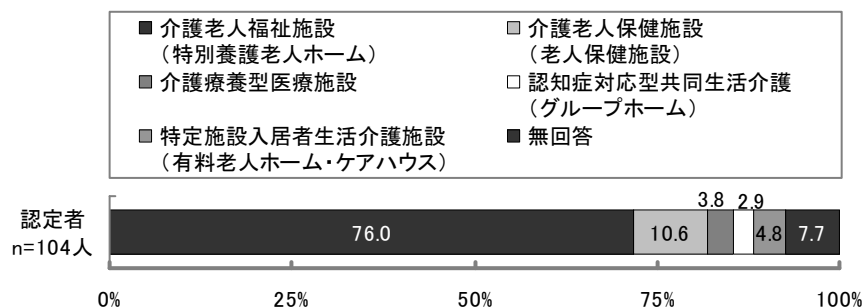 介護老人福祉施設
（特別養護老人ホーム）
介護老人保健施設
（老人保健施設）
介護療養型医療施設
認知症対応型共同生活介護
（グループホーム）
特定施設入居者生活介護施設
（有料老人ホーム・ケアハウス）
無回答
認定者
n=104人
76.0
10.6
3.8
2.9
4.8
7.7
0%
25%
50%
75%
100%